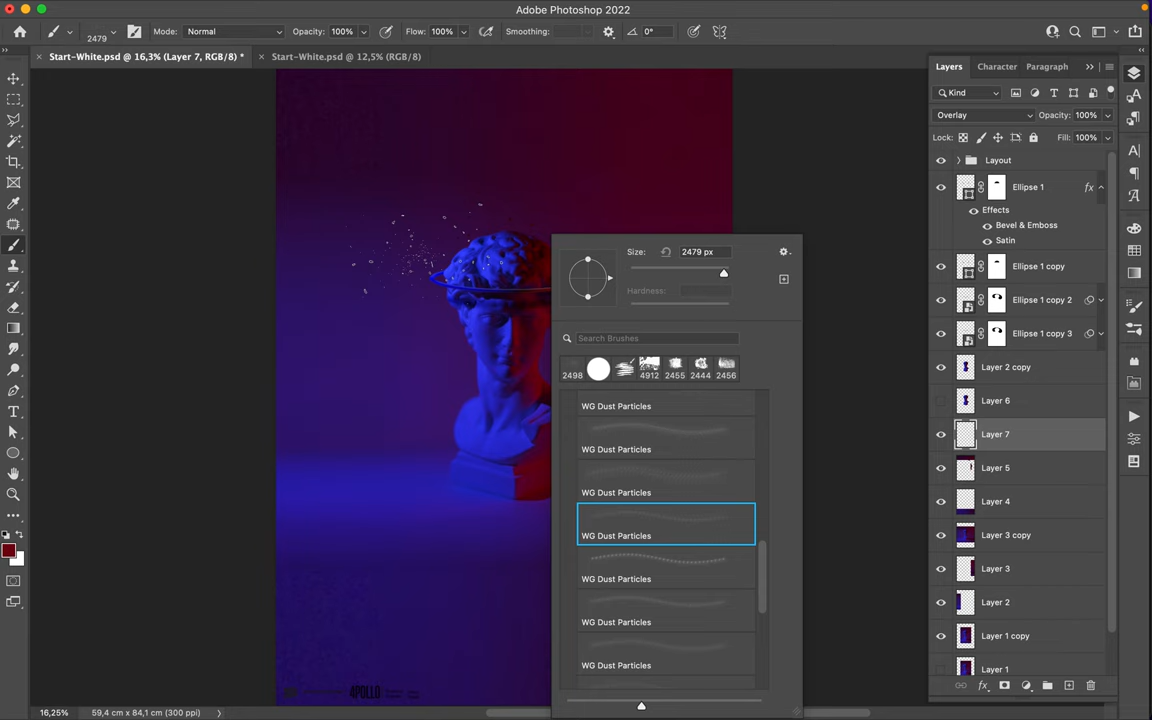 Adobe Photoshop 2022
2479
Mode: Normal
Opacity: 100%
Flow: 100%
Smoothing:
0°
Start-White.psd @ 16,3% (Layer 7, RGB/8) *
Start-White.psd @ 12,5% (RGB/8)
Layers
Character
Paragraph
Kind
Overlay
Opacity: 100%
Lock:
Fill: 100%
Layout
Ellipse 1
fx
Effects
Bevel & Emboss
Satin
Ellipse 1 copy
Ellipse 1 copy 2
Ellipse 1 copy 3
Layer 2 copy
Layer 6
Layer 7
Layer 5
Layer 4
Layer 3 copy
Layer 3
Layer 2
Layer 1 copy
Layer 1
Size:
2479 px
Hardness:
Search Brushes
2498
4912
2455
2444
2456
WG Dust Particles
WG Dust Particles
WG Dust Particles
WG Dust Particles
WG Dust Particles
WG Dust Particles
WG Dust Particles
4POLLO
16,25%
59,4 cm x 84,1 cm (300 ppi)